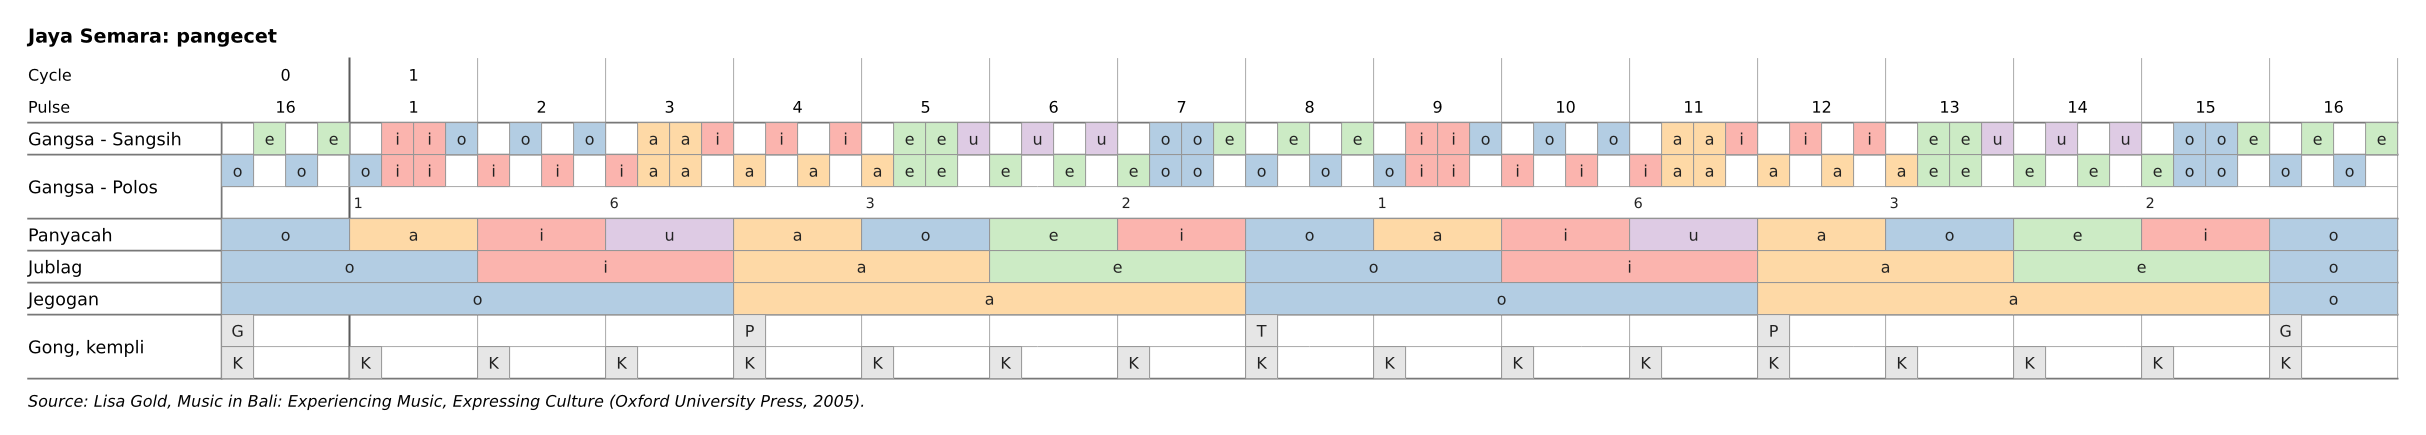 Jaya Semara: pangecet
Cycle 0 1
Pulse 16 1 2 3 4 5 6 7 8 9 10 11 12 13 14 15 16
Gangsa - Sangsih e e i i o o o a a i i i e e u u u o o e e e i i o o o a a i i i e e u u u o o e e e
Gangsa - Polos o o o i i i i i a a a a a e e e e e o o o o o i i i i i a a a a a e e e e e o o o o
1 6 3 2 1 6 3 2
Panyacah o a i u a o e i o a i u a o e i o
Jublag o i a e o i a e o
Jegogan o a o a o
Gong, kempli G P T P G
K K K K K K K K K K K K K K K K K
Source: Lisa Gold, Music in Bali: Experiencing Music, Expressing Culture (Oxford University Press, 2005).